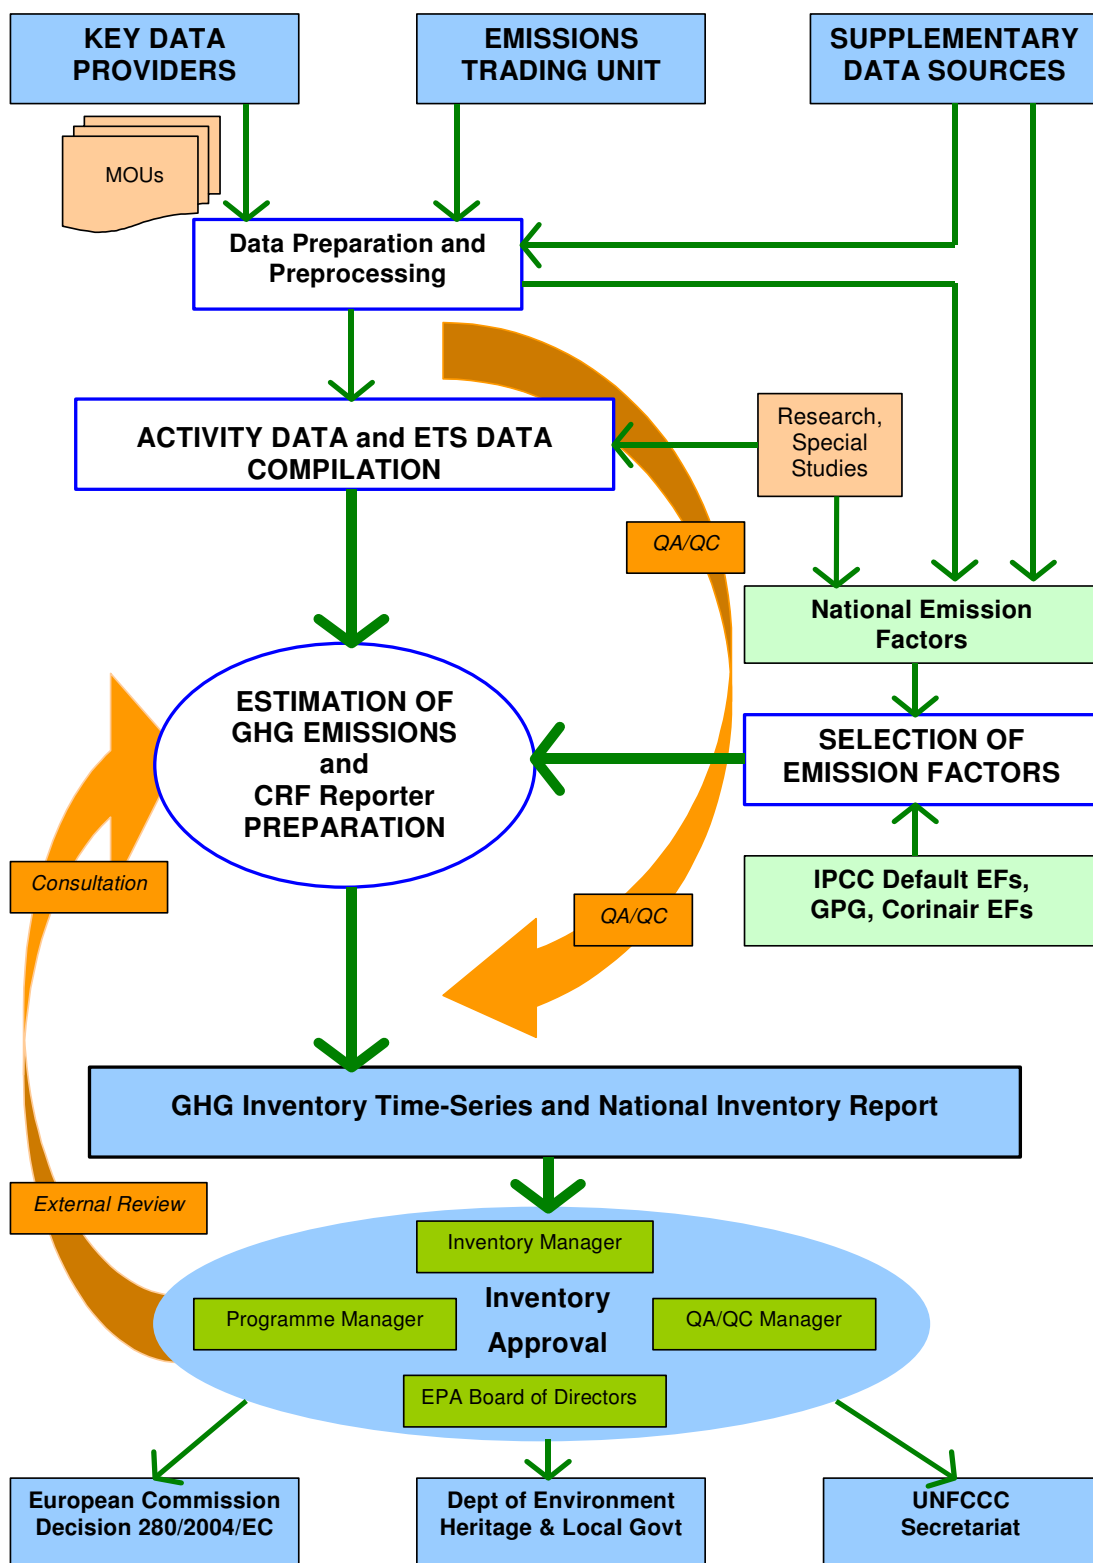 KEY DATA
PROVIDERS
EMISSIONS
TRADING UNIT
SUPPLEMENTARY
DATA SOURCES
MOUs
Data Preparation and
Preprocessing
ACTIVITY DATA and ETS DATA
COMPILATION
Research,
Special
Studies
QA/QC
National Emission
Factors
ESTIMATION OF
GHG EMISSIONS
and
CRF Reporter
PREPARATION
SELECTION OF
EMISSION FACTORS
Consultation
QA/QC
IPCC Default EFs,
GPG, Corinair EFs
GHG Inventory Time-Series and National Inventory Report
External Review
Inventory Manager
Programme Manager
Inventory
Approval
QA/QC Manager
EPA Board of Directors
European Commission
Decision 280/2004/EC
Dept of Environment
Heritage & Local Govt
UNFCCC
Secretariat